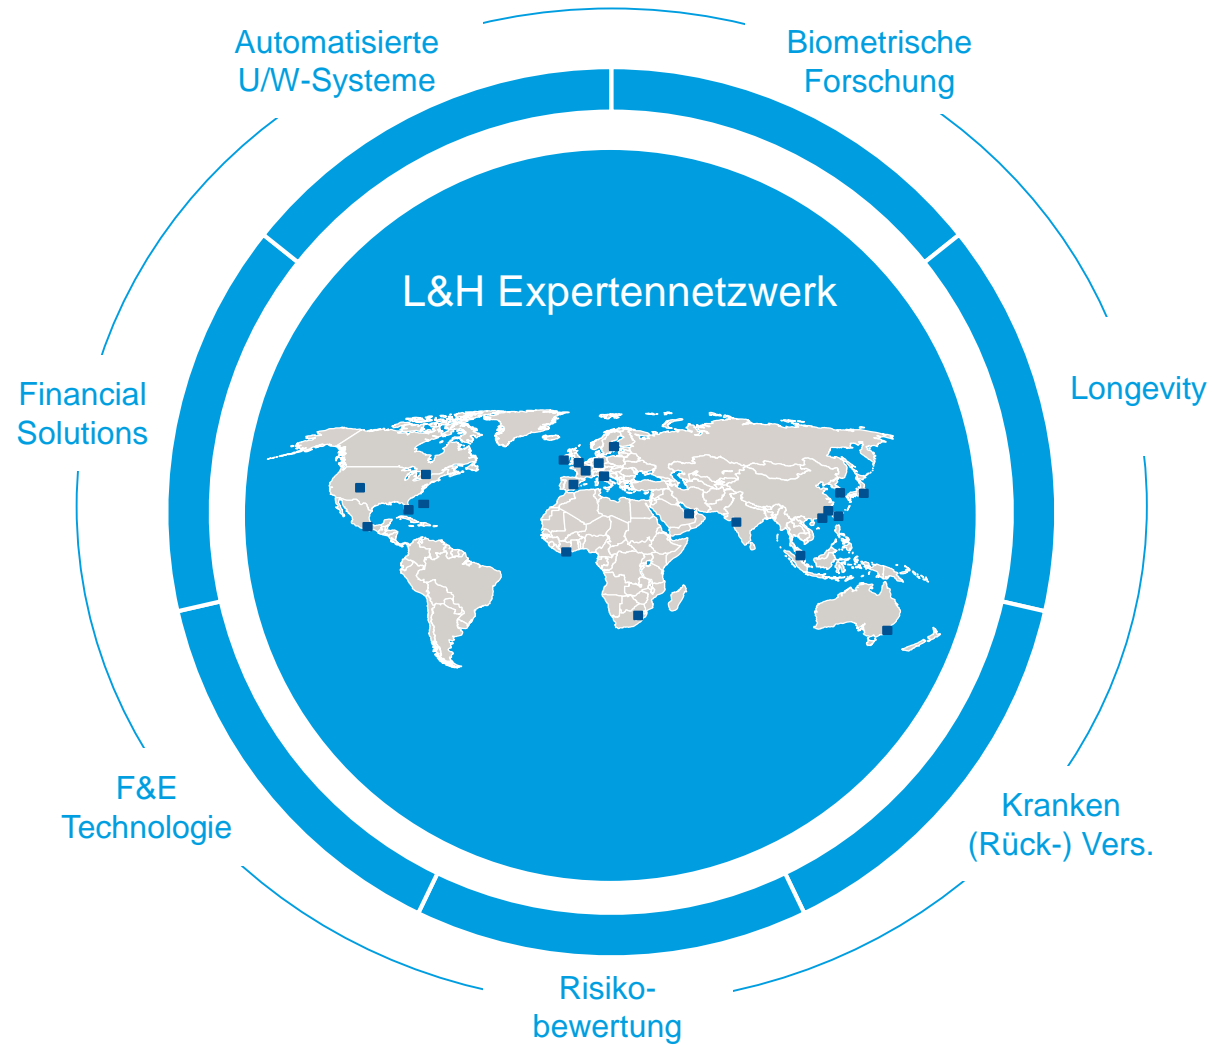 Automatisierte
U/W-Systeme
Biometrische
Forschung
L&H Expertennetzwerk
Financial
Solutions
Longevity
F&E
Technologie
Kranken
(Rück-) Vers.
Risiko-
bewertung